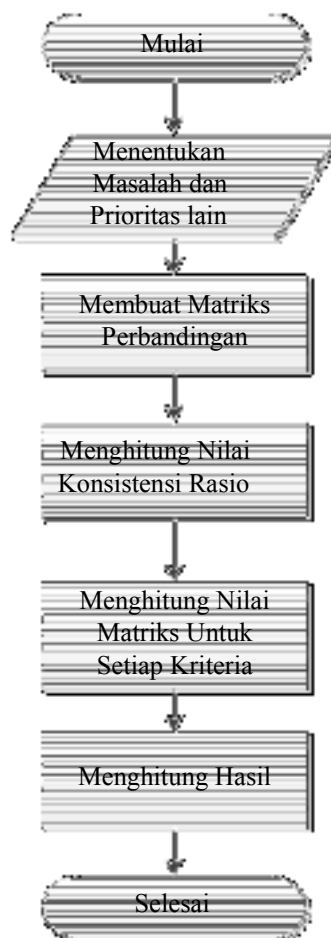 Mulai
Menentukan
Masalah dan
Prioritas lain
Membuat Matriks
Perbandingan
Menghitung Nilai
Konsistensi Rasio
Menghitung Nilai
Matriks Untuk
Setiap Kriteria
Menghitung Hasil
Selesai